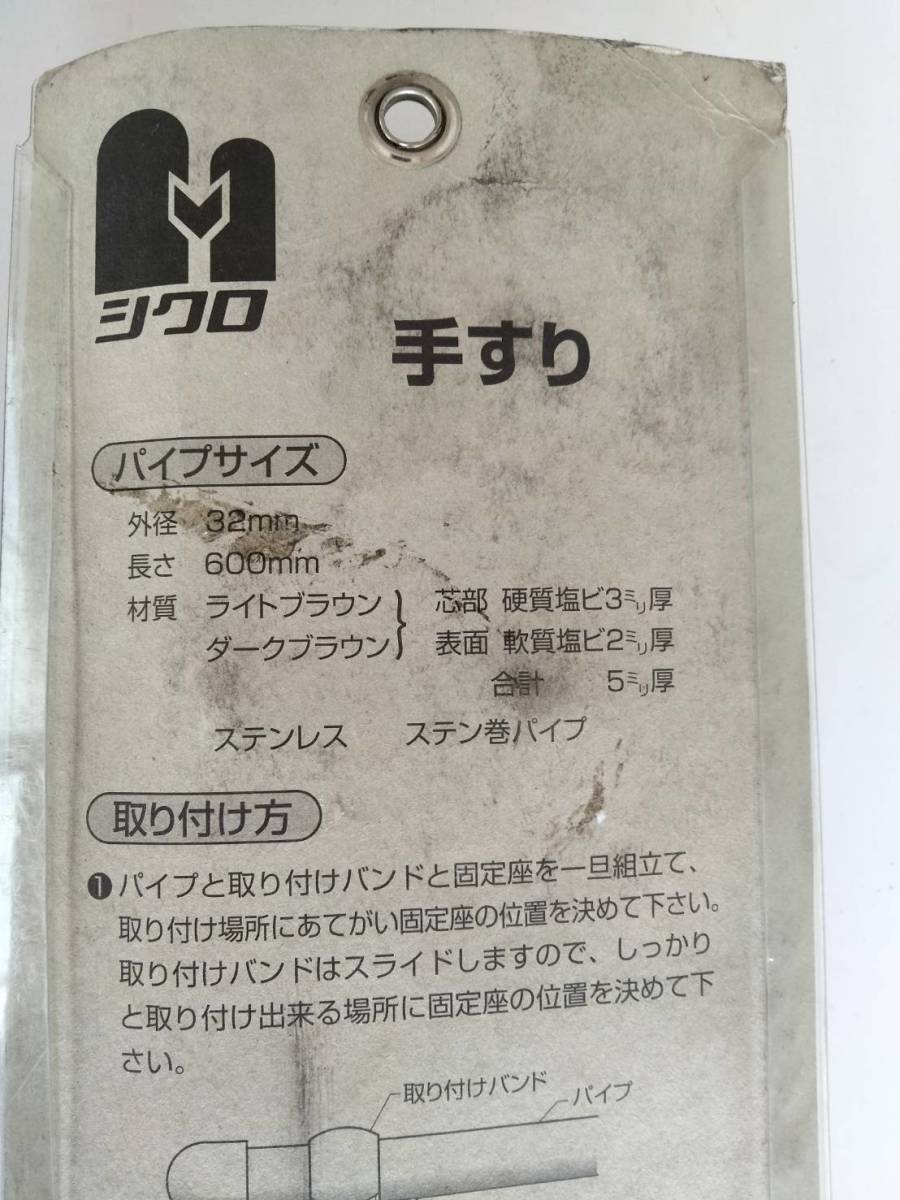 シクロ
手すり
パイプサイズ
外径 32mm
長さ 600mm
材質 ライトブラウン 芯部 硬質塩ビ3㍉厚
ダークブラウン 表面 軟質塩ビ2㍉厚
合計 5㍉厚
ステンレス ステン巻パイプ
取り付け方
❶パイプと取り付けバンドと固定座を一旦組立て、
取り付け場所にあてがい固定座の位置を決めて下さい。
取り付けバンドはスライドしますので、しっかり
と取り付け出来る場所に固定座の位置を決めて下
さい。
取り付けバンド
パイプ